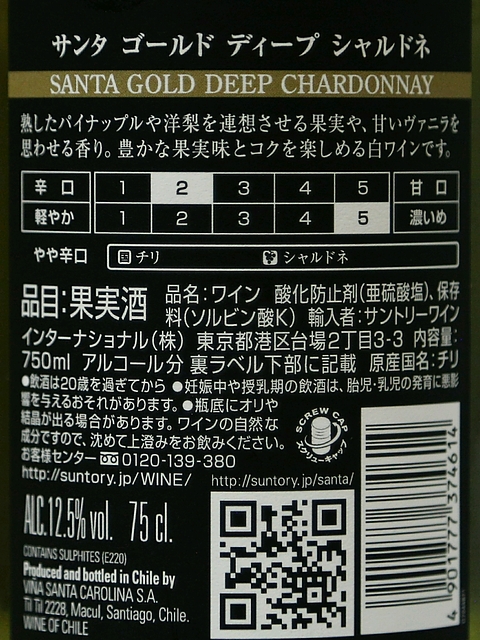 サンタ ゴールド ディープ シャルドネ
SANTA GOLD DEEP CHARDONNAY
熟したパイナップルや洋梨を連想させる果実や、甘いヴァニラを
思わせる香り。豊かな果実味とコクを楽しめる白ワインです。
辛 口 1 2 3 4 5 甘 口
軽やか 1 2 3 4 5 濃いめ
やや辛口 国 チリ シャルドネ
品目:果実酒 品名:ワイン 酸化防止剤(亜硫酸塩)、保存
料(ソルビン酸K) 輸入者:サントリーワイン
インターナショナル(株) 東京都港区台場2丁目3-3 内容量:
750ml アルコール分 裏ラベル下部に記載 原産国名:チリ
●飲酒は20歳を過ぎてから ●妊娠中や授乳期の飲酒は、胎児・乳児の発育に悪影
響を与えるおそれがあります。●瓶底にオリや
結晶が出る場合があります。ワインの自然な
成分ですので、沈めて上澄みをお飲みください。
お客様センター 0120-139-380
http://suntory.jp/WINE/ http://suntory.jp/santa/
SCREW CAP
スクリューキャップ
ALC.12.5% vol. 75 cl.
CONTAINS SULPHITES (E220)
Produced and bottled in Chile by
VINA SANTA CAROLINA S.A.
Til Til 2228, Macul, Santiago, Chile.
WINE OF CHILE
4 901777 374614